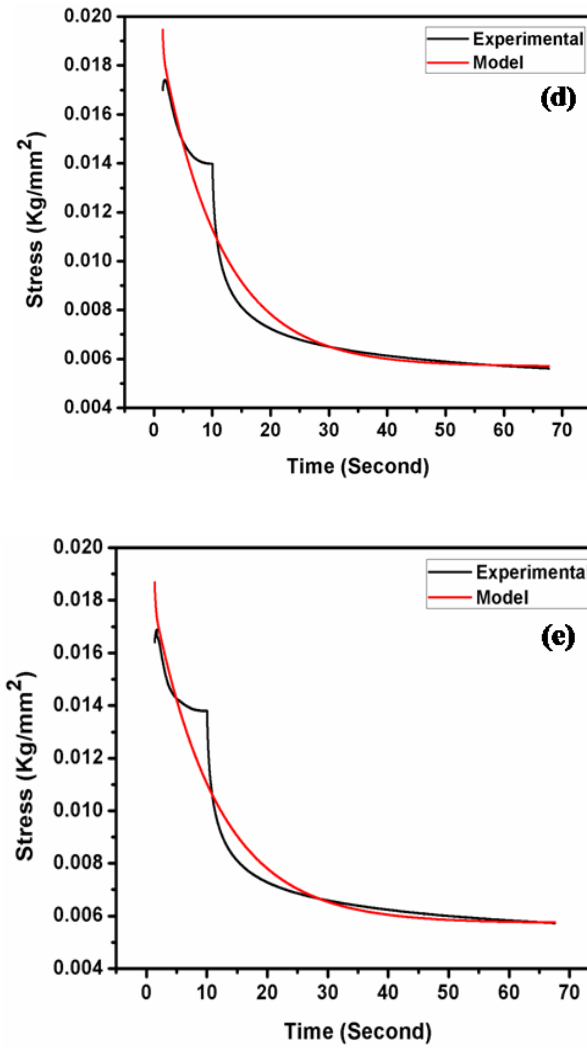 0.020
0.018
0.016
0.014
0.012
0.010
0.008
0.006
0.004
Stress (Kg/mm²)
Experimental
Model
(d)
0 10 20 30 40 50 60 70
Time (Second)
0.020
0.018
0.016
0.014
0.012
0.010
0.008
0.006
0.004
Stress (Kg/mm²)
Experimental
Model
(e)
0 10 20 30 40 50 60 70
Time (Second)